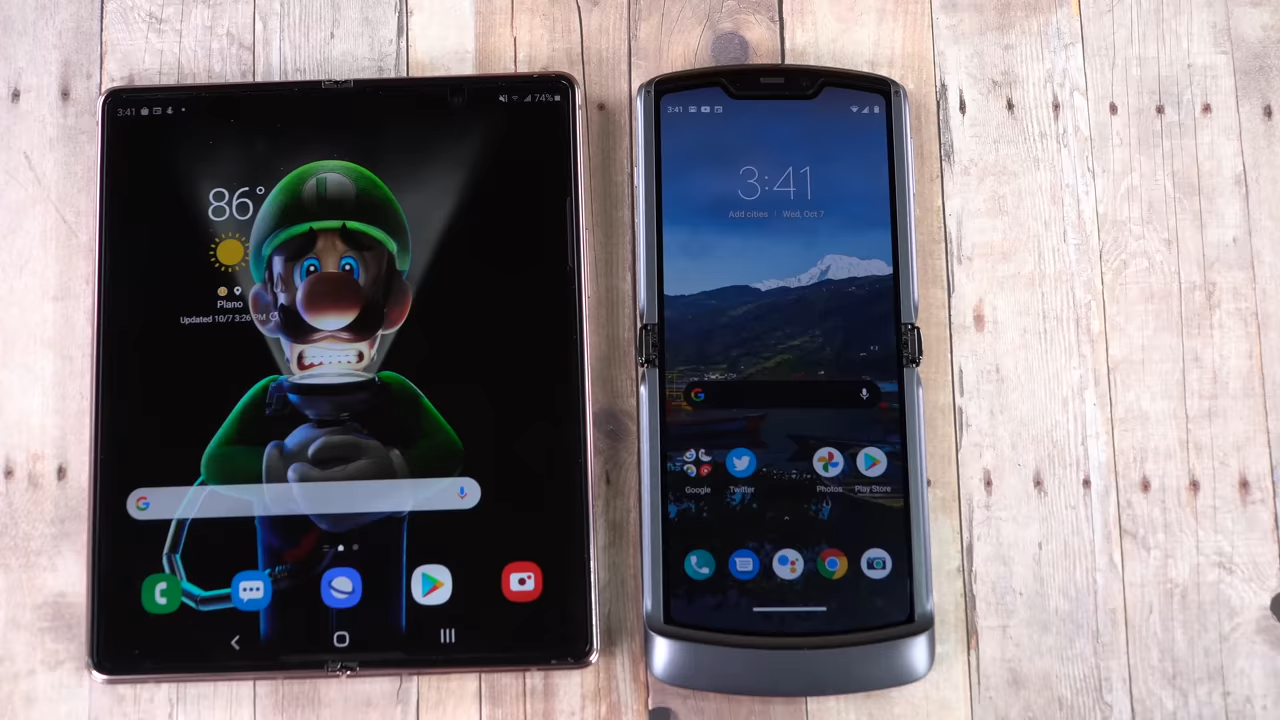 3:41
74%
86°
Plano
Updated 10/7 3:26 PM
3:41
3:41
Add cities | Wed, Oct 7
Google
Twitter
Photos
Play Store